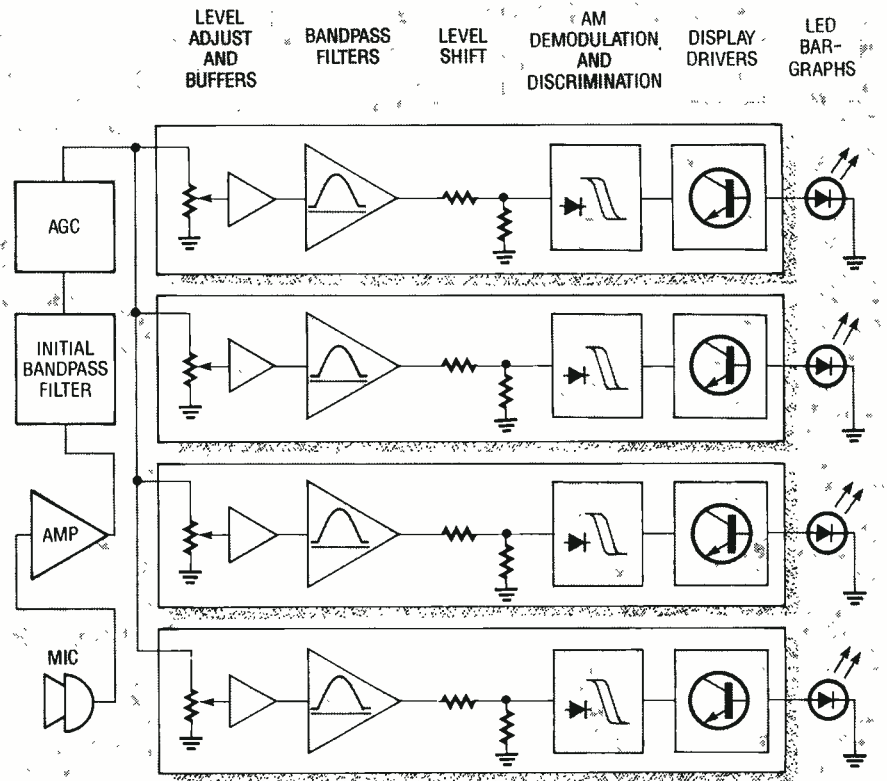 LEVEL
ADJUST
AND
BUFFERS
BANDPASS
FILTERS
LEVEL
SHIFT
AM
DEMODULATION
AND
DISCRIMINATION
DISPLAY
DRIVERS
LED
BAR-
GRAPHS
AGC
INITIAL
BANDPASS
FILTER
AMP
MIC